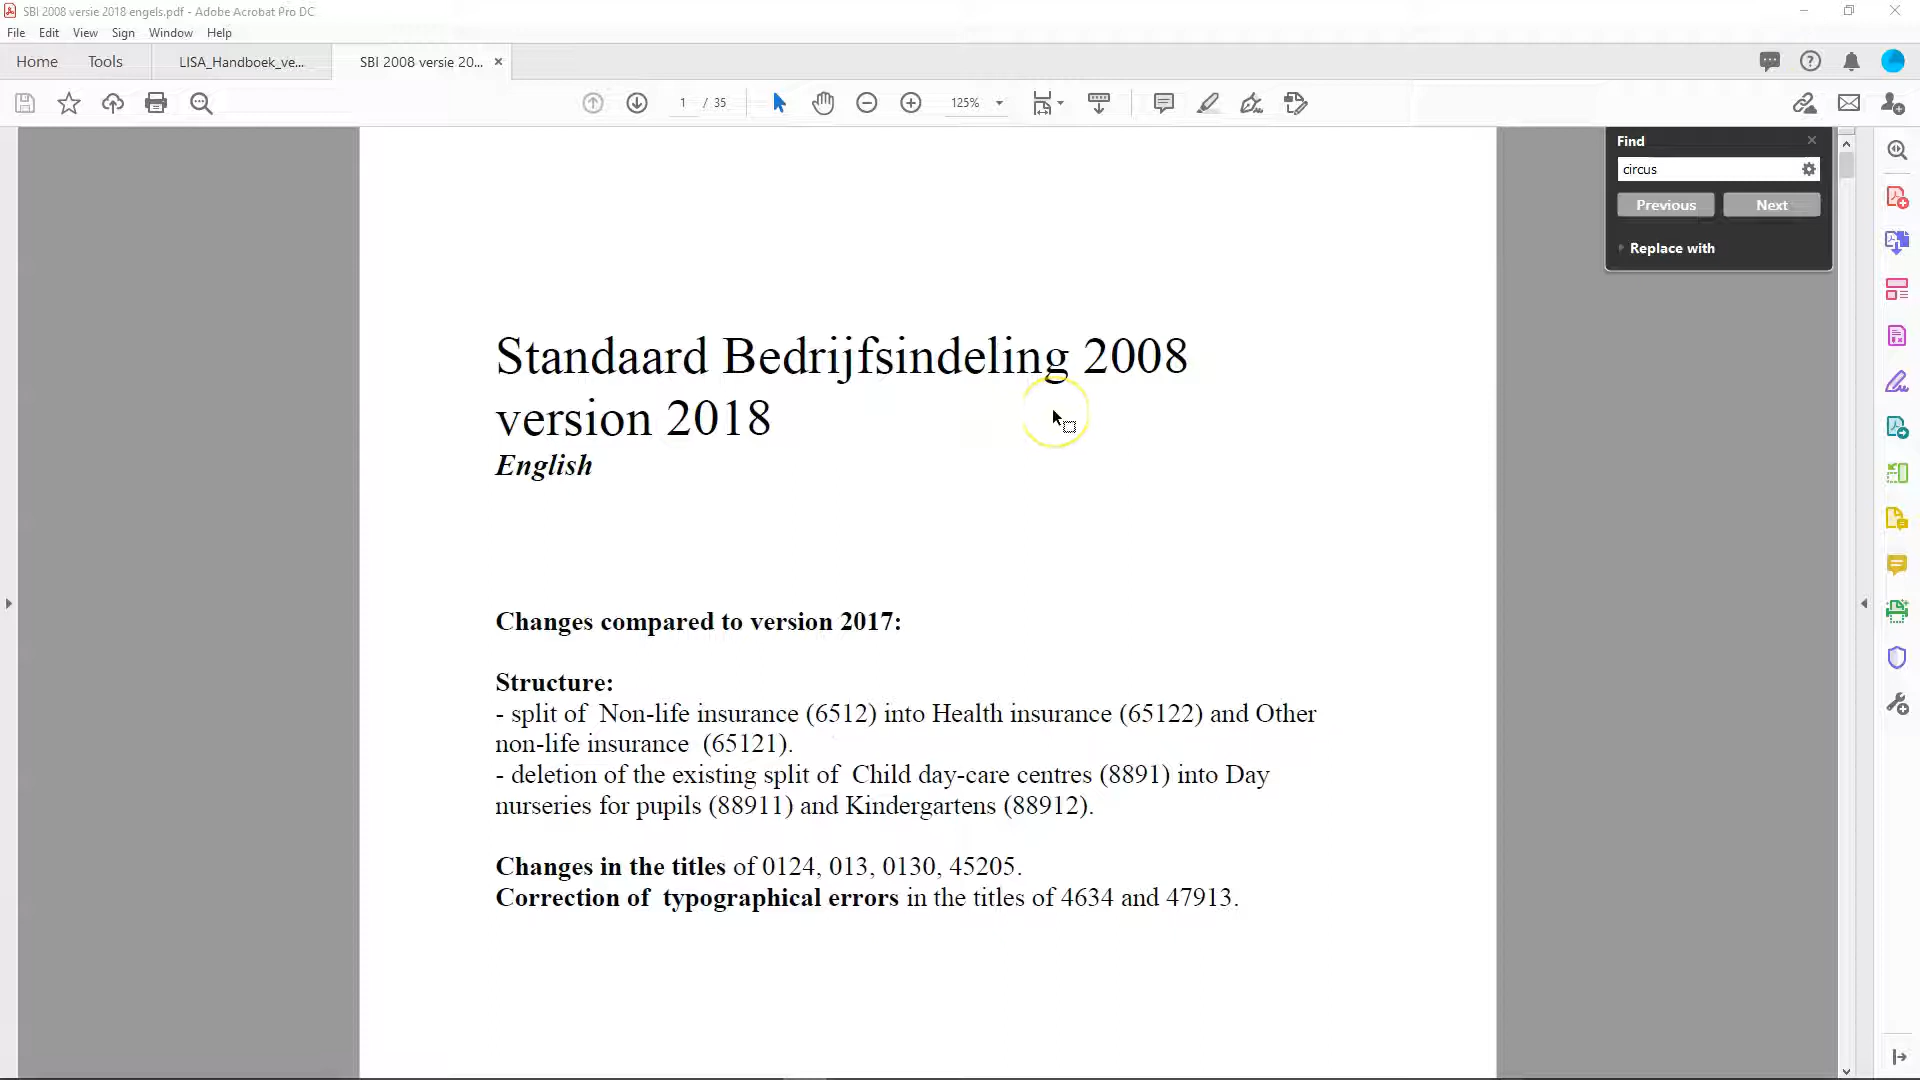 SBI 2008 versie 2018 engels.pdf - Adobe Acrobat Pro DC
File Edit View Sign Window Help
Home Tools LISA_Handboek_ve... SBI 2008 versie 20... ×
1 / 35 125%
Find
circus
Previous Next
Replace with
Standaard Bedrijfsindeling 2008
version 2018
English
Changes compared to version 2017:
Structure:
- split of Non-life insurance (6512) into Health insurance (65122) and Other
non-life insurance (65121).
- deletion of the existing split of Child day-care centres (8891) into Day
nurseries for pupils (88911) and Kindergartens (88912).
Changes in the titles of 0124, 013, 0130, 45205.
Correction of typographical errors in the titles of 4634 and 47913.